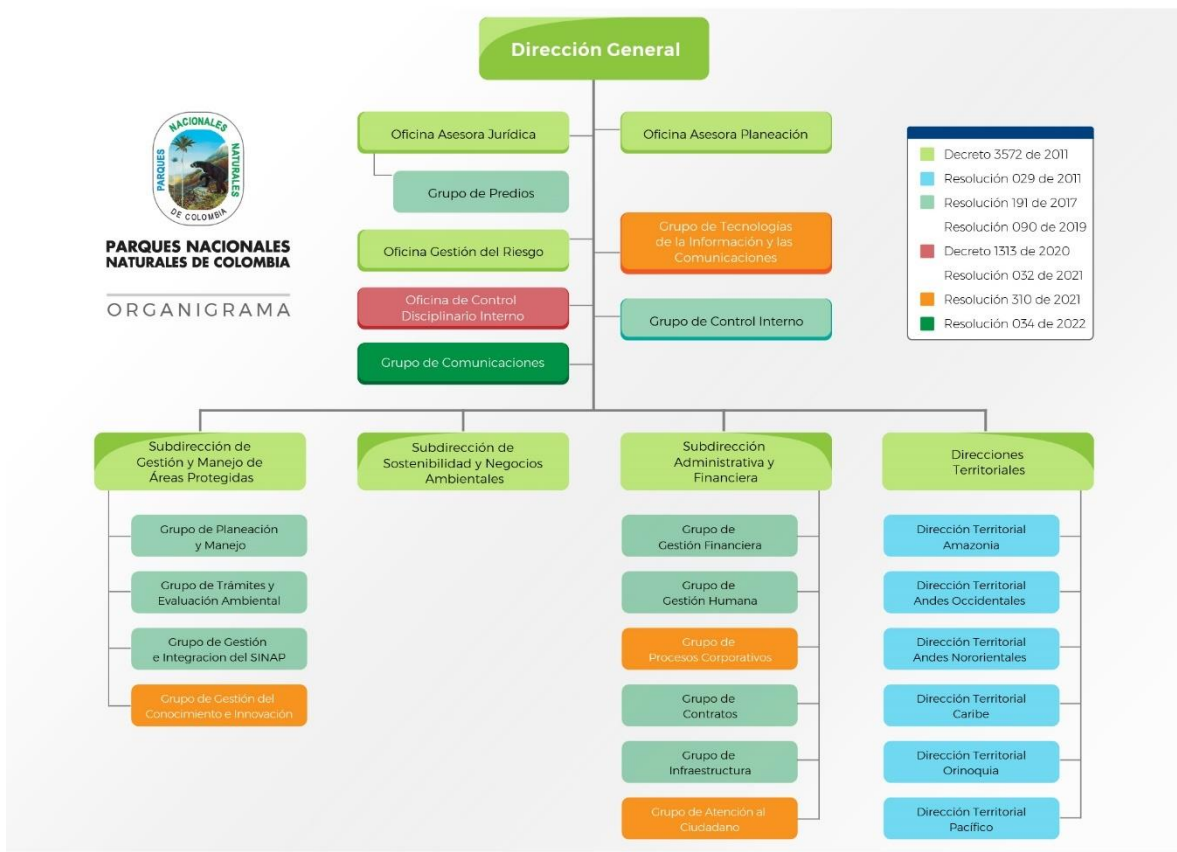 Dirección General
NACIONALES
PARQUES
NATURALES
DE COLOMBIA
PARQUES NACIONALES
NATURALES DE COLOMBIA
ORGANIGRAMA
Oficina Asesora Jurídica
Oficina Asesora Planeación
Grupo de Predios
Oficina Gestión del Riesgo
Grupo de Tecnologías
de la Información y las
Comunicaciones
Oficina de Control
Disciplinario Interno
Grupo de Control Interno
Grupo de Comunicaciones
Decreto 3572 de 2011
Resolución 029 de 2011
Resolución 191 de 2017
Resolución 090 de 2019
Decreto 1313 de 2020
Resolución 032 de 2021
Resolución 310 de 2021
Resolución 034 de 2022
Subdirección de
Gestión y Manejo de
Áreas Protegidas
Grupo de Planeación
y Manejo
Grupo de Trámites y
Evaluación Ambiental
Grupo de Gestión
e Integracion del SINAP
Grupo de Gestión del
Conocimiento e Innovación
Subdirección de
Sostenibilidad y Negocios
Ambientales
Subdirección
Administrativa y
Financiera
Grupo de
Gestión Financiera
Grupo de
Gestión Humana
Grupo de
Procesos Corporativos
Grupo de
Contratos
Grupo de
Infraestructura
Grupo de Atención al
Ciudadano
Direcciones
Territoriales
Dirección Territorial
Amazonia
Dirección Territorial
Andes Occidentales
Dirección Territorial
Andes Nororientales
Dirección Territorial
Caribe
Dirección Territorial
Orinoquia
Dirección Territorial
Pacífico